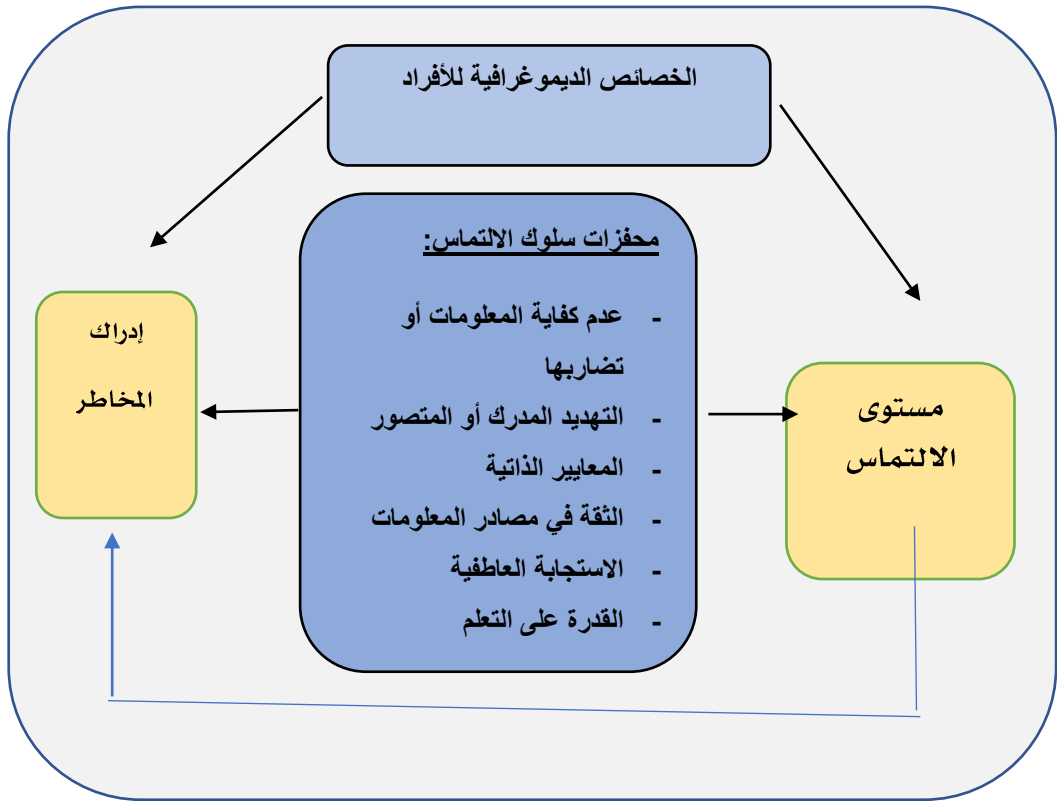 الخصائص الديموغرافية للأفراد
محفزات سلوك الالتماس:
- عدم كفاية المعلومات أو
تضاربها
- التهديد المدرك أو المتصور
- المعايير الذاتية
- الثقة في مصادر المعلومات
- الاستجابة العاطفية
- القدرة على التعلم
مستوى
الالتماس
إدراك
المخاطر